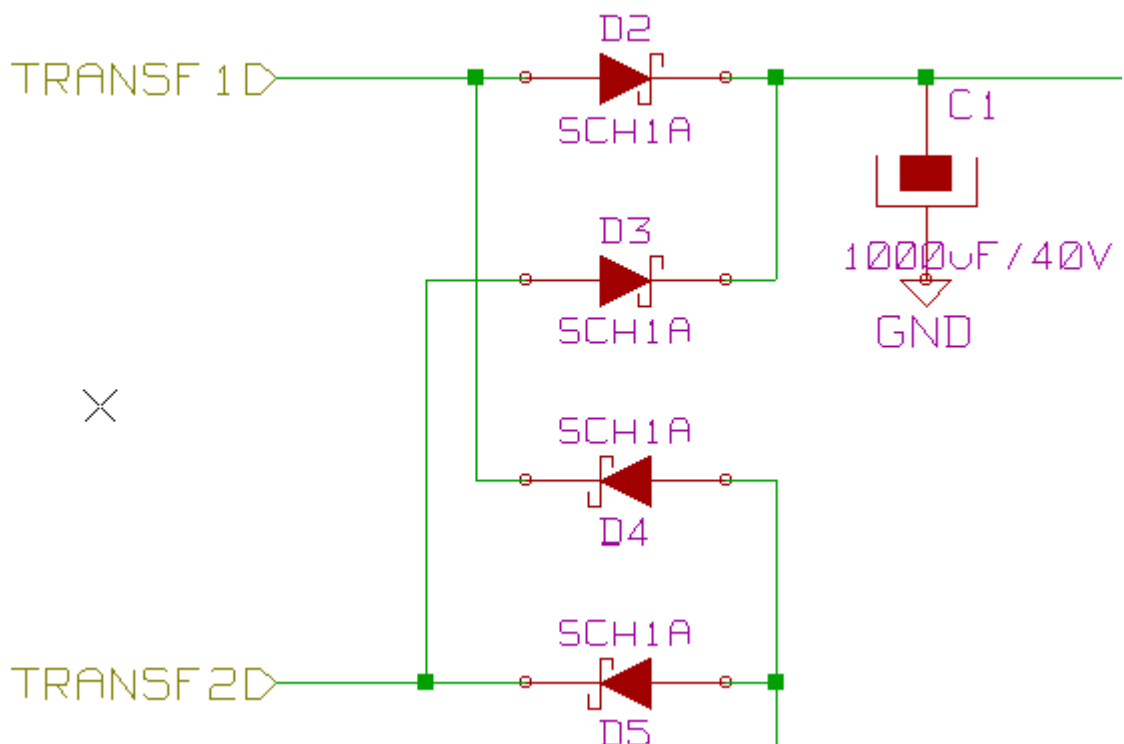 D2
TRANSF1
SCH1A
C1
D3
SCH1A
1000uF/40V
GND
SCH1A
D4
SCH1A
TRANSF2
D5